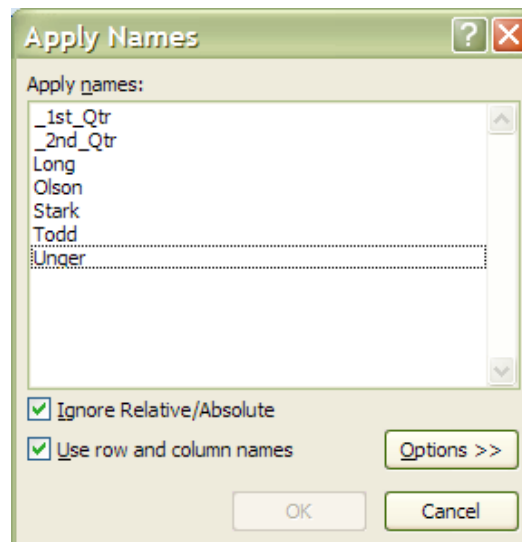 Apply Names
Apply names:
_1st_Qtr
_2nd_Qtr
Long
Olson
Stark
Todd
Unger
Ignore Relative/Absolute
Use row and column names
Options >>
OK
Cancel